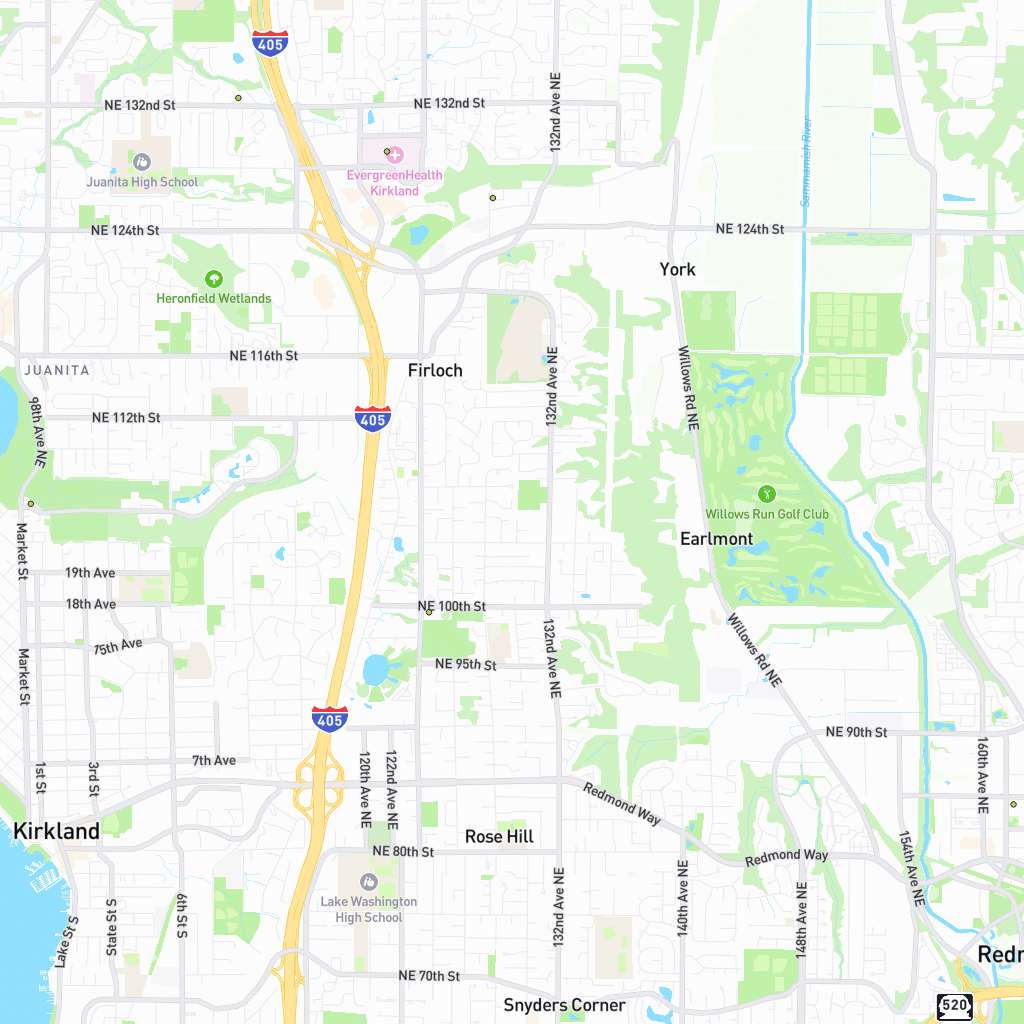 405
NE 132nd St
NE 132nd St
132nd Ave NE
Juanita High School
EvergreenHealth
Kirkland
Sammamish River
NE 124th St
NE 124th St
York
Heronfield Wetlands
NE 116th St
JUANITA
Firloch
132nd Ave NE
Willows Rd NE
98th Ave NE
NE 112th St
405
Willows Run Golf Club
Earlmont
Market St
19th Ave
18th Ave
NE 100th St
15th Ave
NE 95th St
132nd Ave NE
Willows Rd NE
Market St
405
NE 90th St
160th Ave NE
1st St
3rd St
7th Ave
120th Ave NE
122nd Ave NE
Redmond Way
Kirkland
Rose Hill
NE 80th St
Redmond Way
154th Ave NE
Lake Washington
High School
6th St S
State St S
Lake St S
132nd Ave NE
140th Ave NE
148th Ave NE
Redm
NE 70th St
Snyders Corner
520